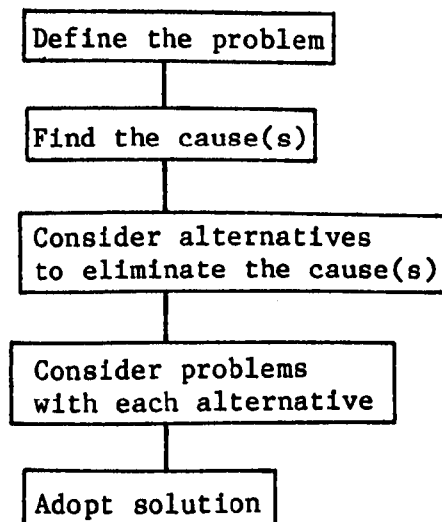 Define the problem
Find the cause(s)
Consider alternatives
to eliminate the cause(s)
Consider problems
with each alternative
Adopt solution